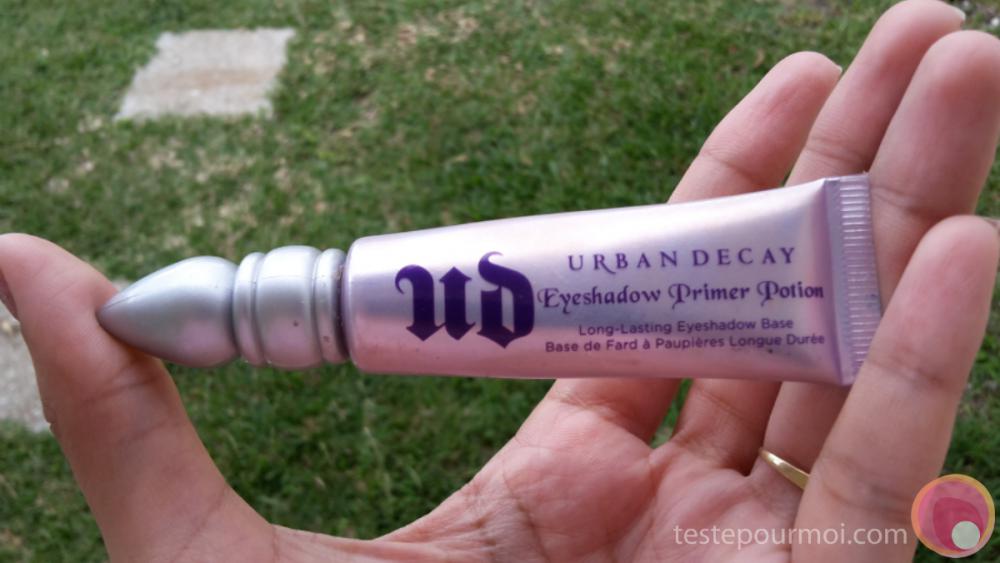 ud
URBAN DECAY
Eyeshadow Primer Potion
Long-Lasting Eyeshadow Base
Base de Fard à Paupières Longue Durée
testepourmoi.com